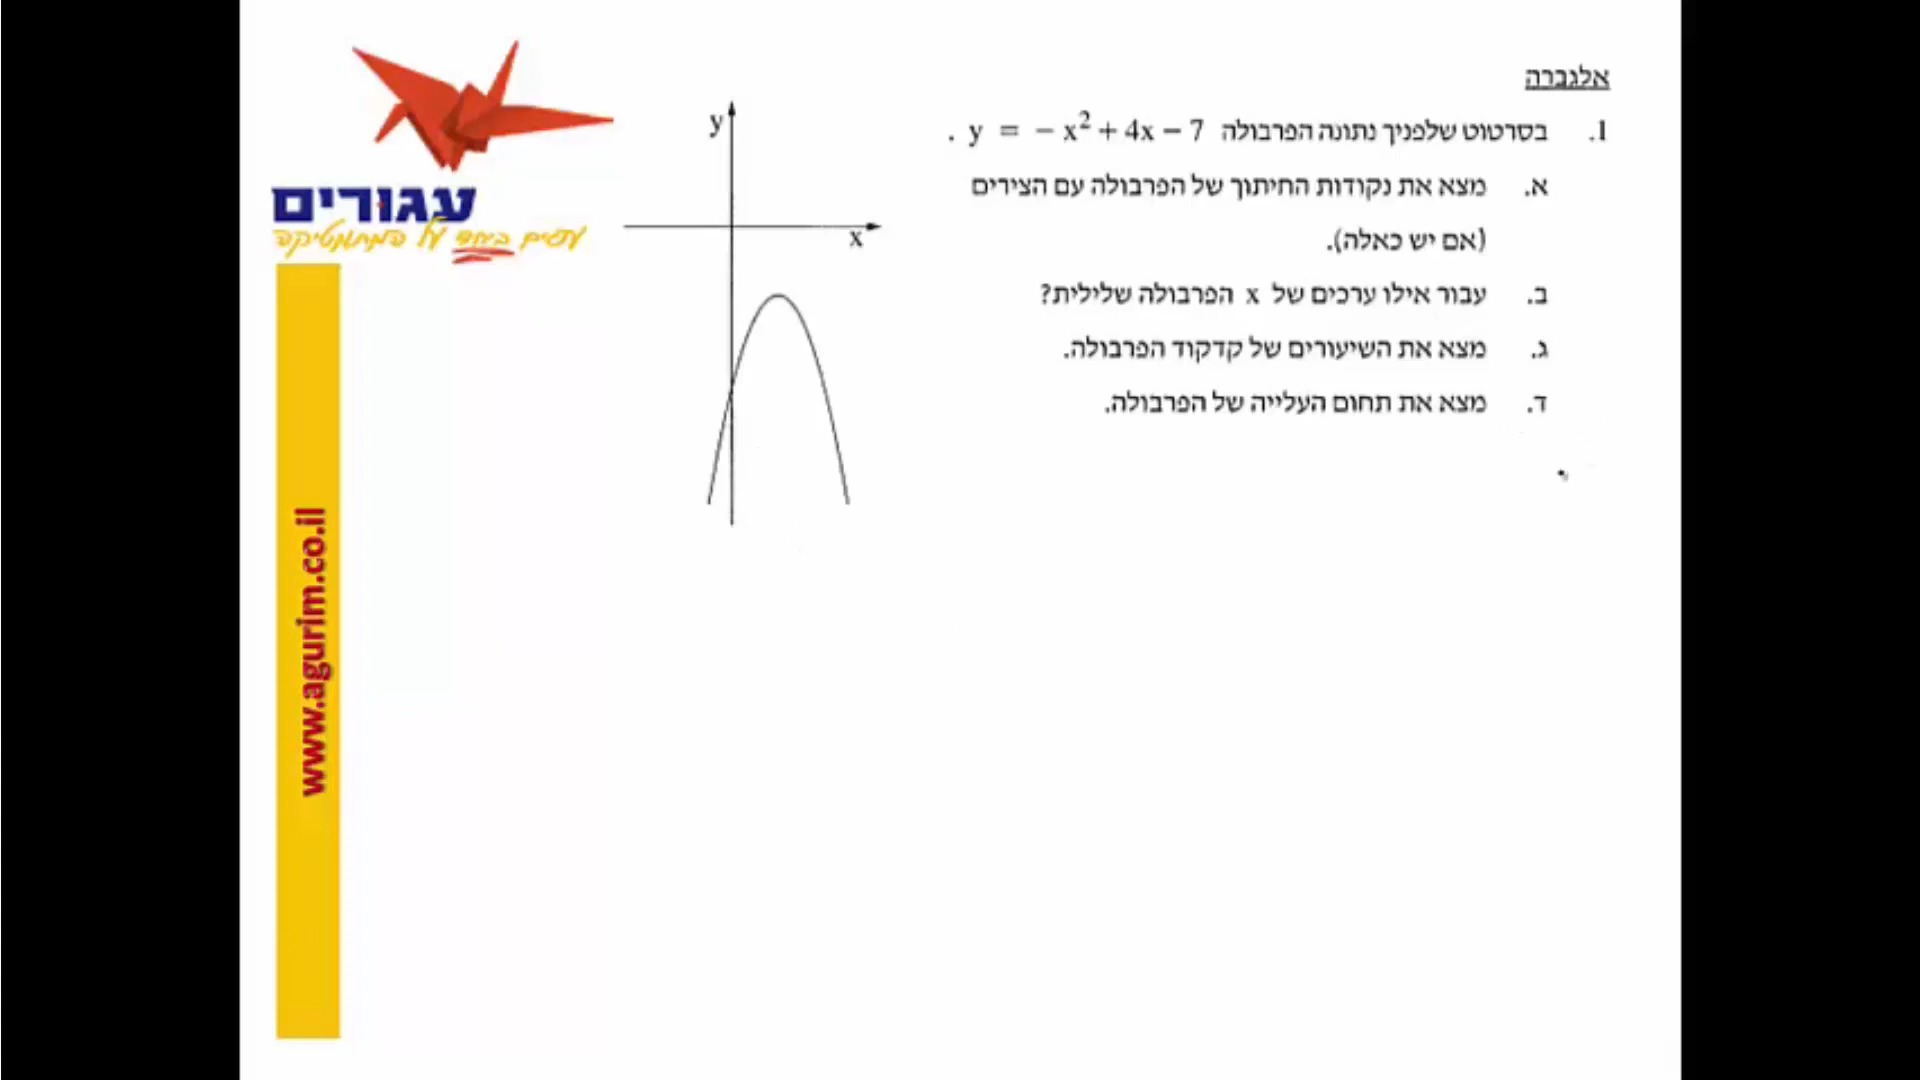 עגורים
עפים ביחד על המתמטיקה
www.agurim.co.il
y
x
אלגברה
1. בסרטוט שלפניך נתונה הפרבולה y = − x² + 4x − 7 .
א. מצא את נקודות החיתוך של הפרבולה עם הצירים
(אם יש כאלה).
ב. עבור אילו ערכים של x הפרבולה שלילית?
ג. מצא את השיעורים של קדקוד הפרבולה.
ד. מצא את תחום העלייה של הפרבולה.